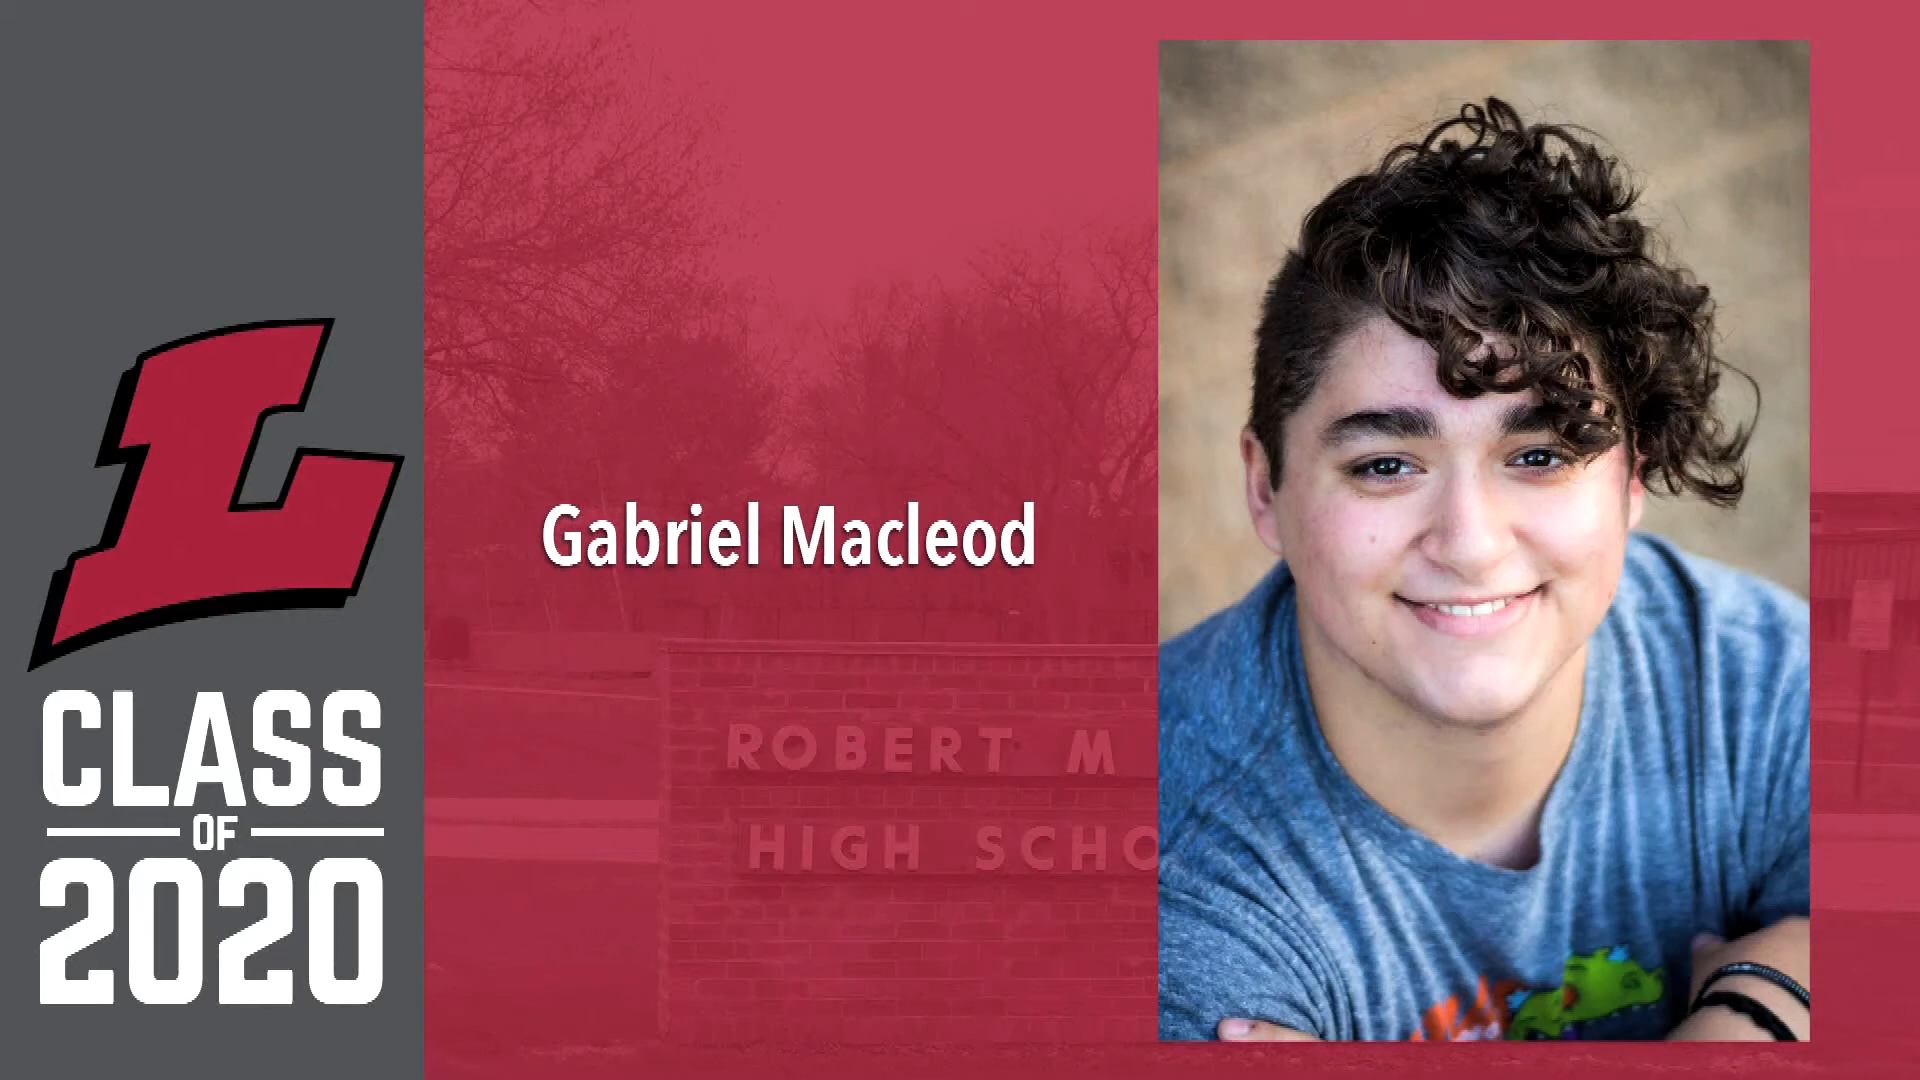 L
CLASS
OF
2020
Gabriel Macleod
ROBERT M
HIGH SCHO